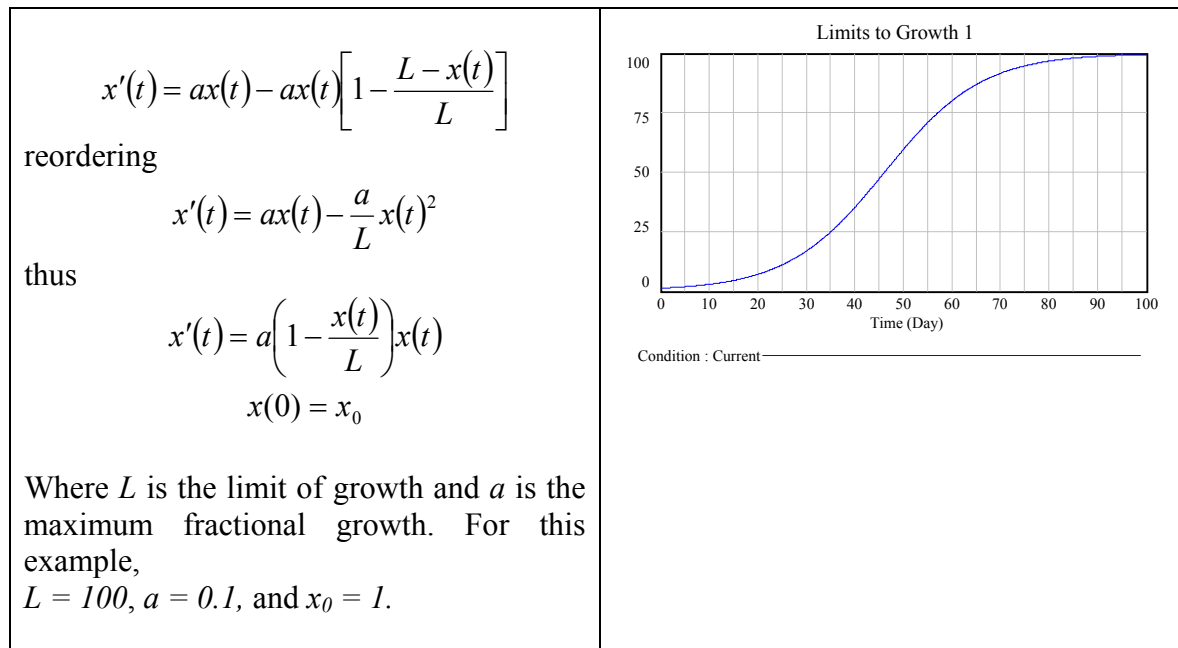 x′(t) = ax(t) − ax(t)[1 − (L − x(t))/L]
reordering
x′(t) = ax(t) − (a/L)x(t)²
thus
x′(t) = a(1 − x(t)/L)x(t)
x(0) = x₀
Where L is the limit of growth and a is the
maximum fractional growth. For this
example,
L = 100, a = 0.1, and x₀ = 1.
Limits to Growth 1
100
75
50
25
0
0 10 20 30 40 50 60 70 80 90 100
Time (Day)
Condition : Current